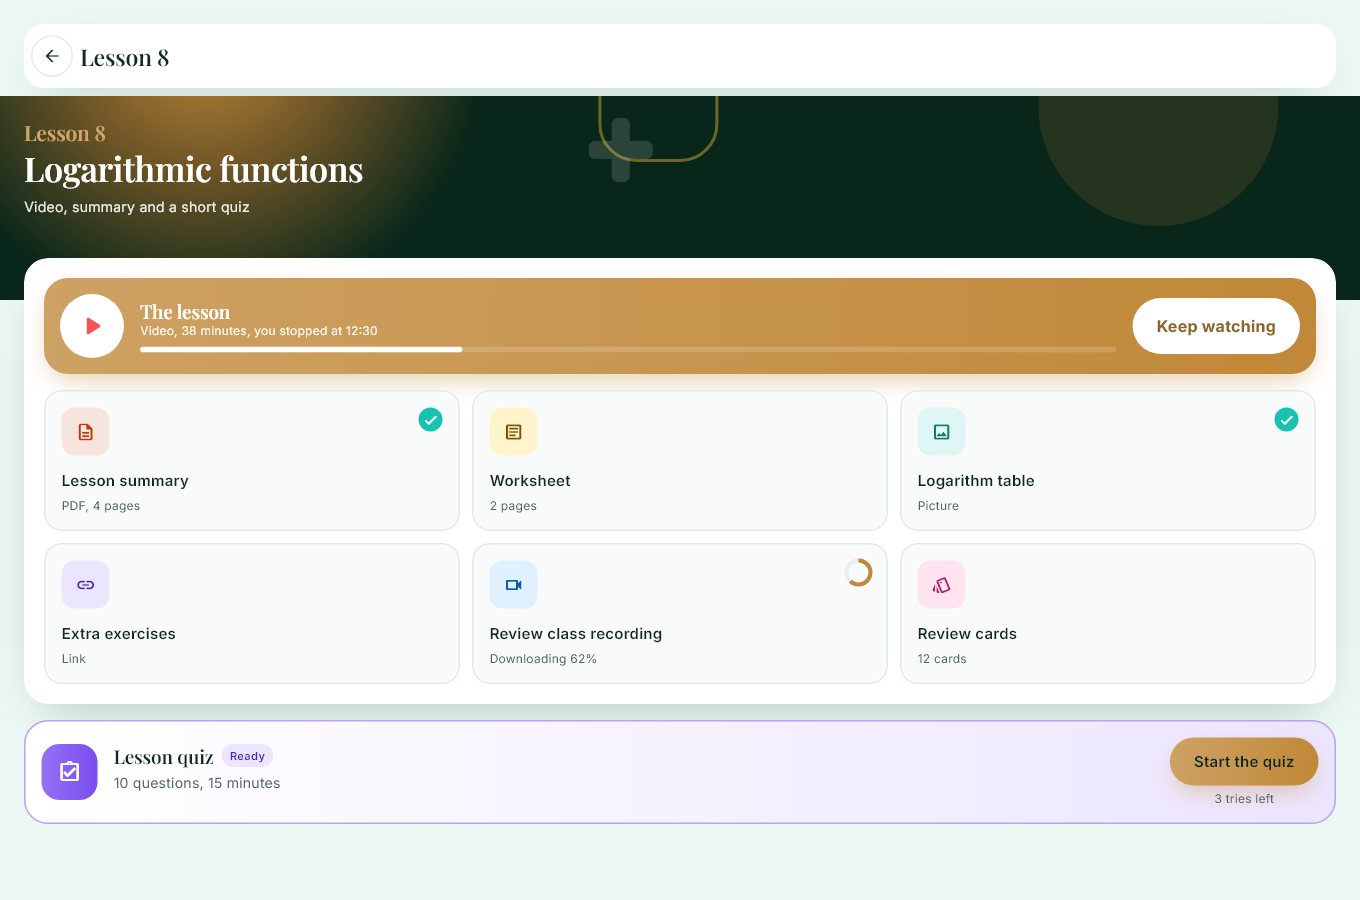 Lesson 8
Lesson 8
Logarithmic functions
Video, summary and a short quiz
The lesson
Video, 38 minutes, you stopped at 12:30
Keep watching
Lesson summary
PDF, 4 pages
Worksheet
2 pages
Logarithm table
Picture
Extra exercises
Link
Review class recording
Downloading 62%
Review cards
12 cards
Lesson quiz
Ready
10 questions, 15 minutes
Start the quiz
3 tries left